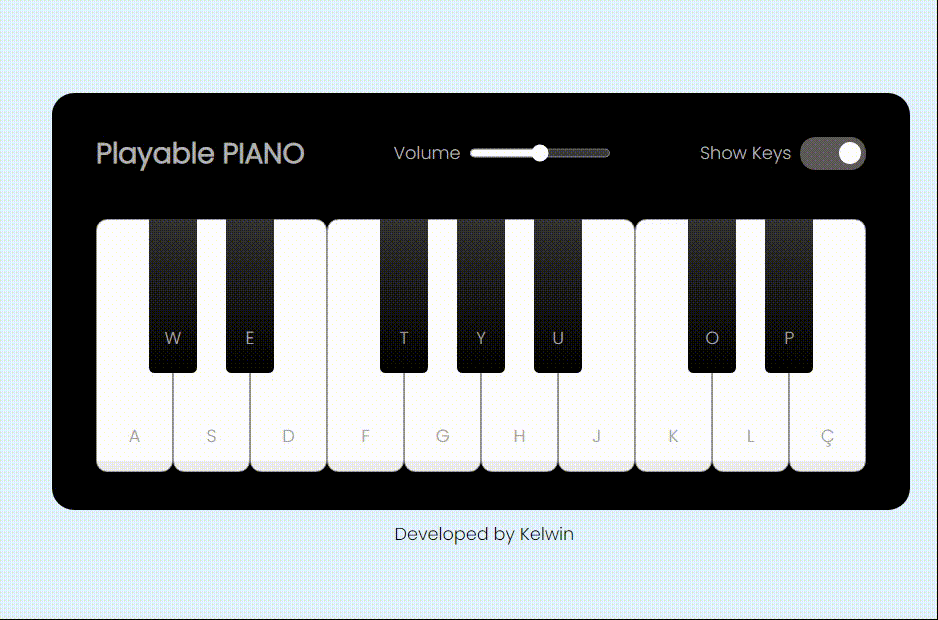 Playable PIANO
Volume
Show Keys
W E T Y U O P
A S D F G H J K L Ç
Developed by Kelwin